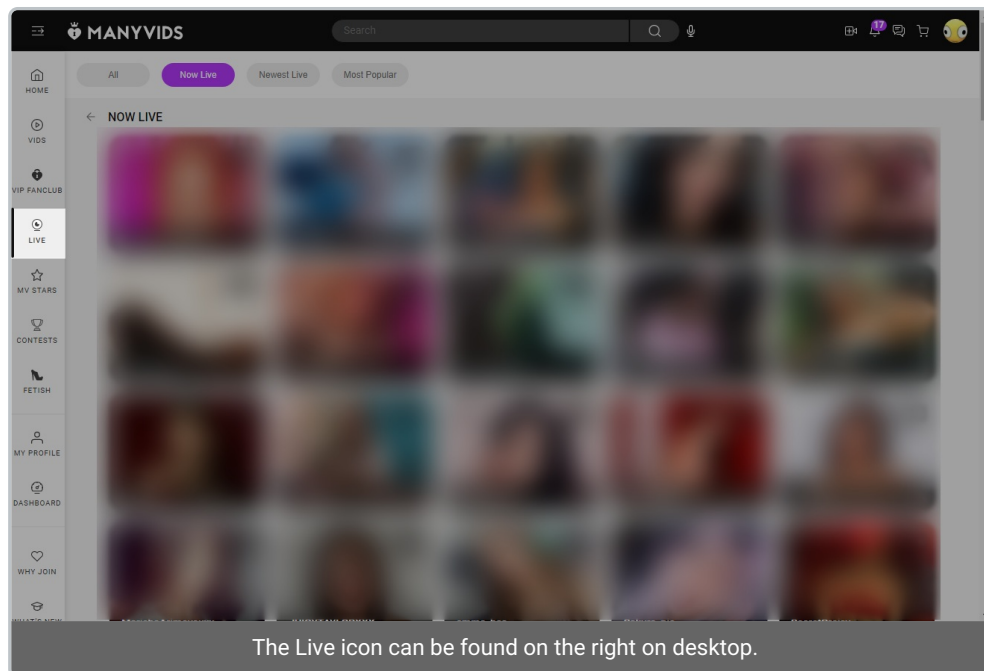 MANYVIDS
Search
17
HOME
VIDS
VIP FANCLUB
LIVE
MV STARS
CONTESTS
FETISH
MY PROFILE
DASHBOARD
WHY JOIN
All
Now Live
Newest Live
Most Popular
NOW LIVE
The Live icon can be found on the right on desktop.